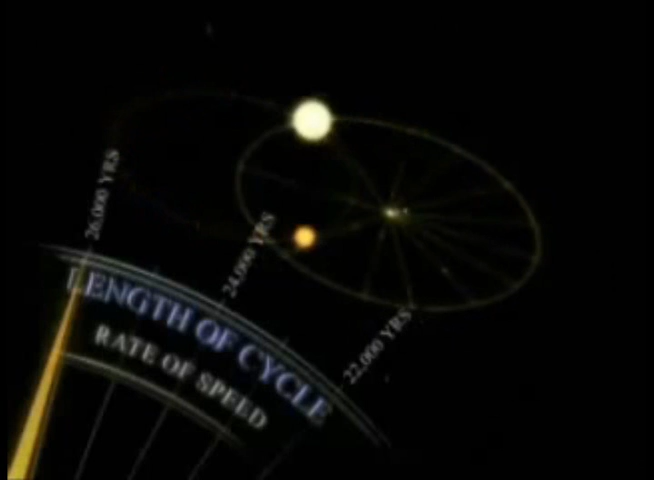 26,000 YRS
24,000 YRS
22,000 YRS
LENGTH OF CYCLE
RATE OF SPEED